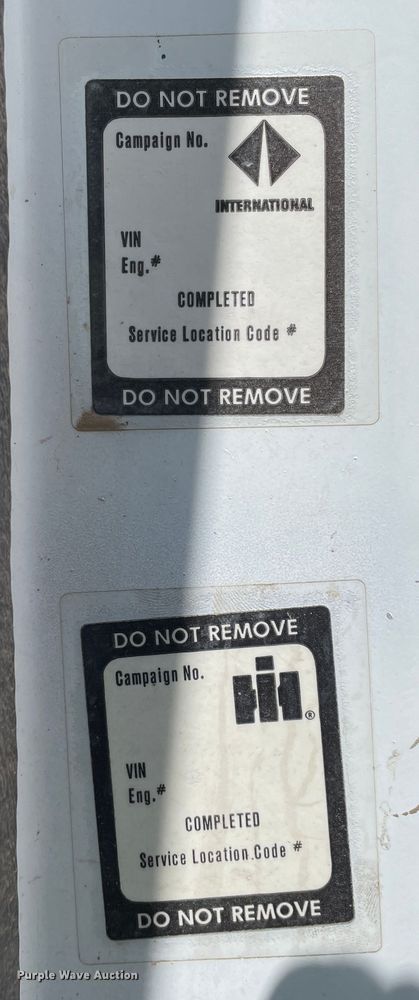 DO NOT REMOVE
Campaign No.
INTERNATIONAL
VIN
Eng.#
COMPLETED
Service Location Code #
DO NOT REMOVE
DO NOT REMOVE
Campaign No.
IH®
VIN
Eng.#
COMPLETED
Service Location Code #
DO NOT REMOVE
Purple Wave Auction